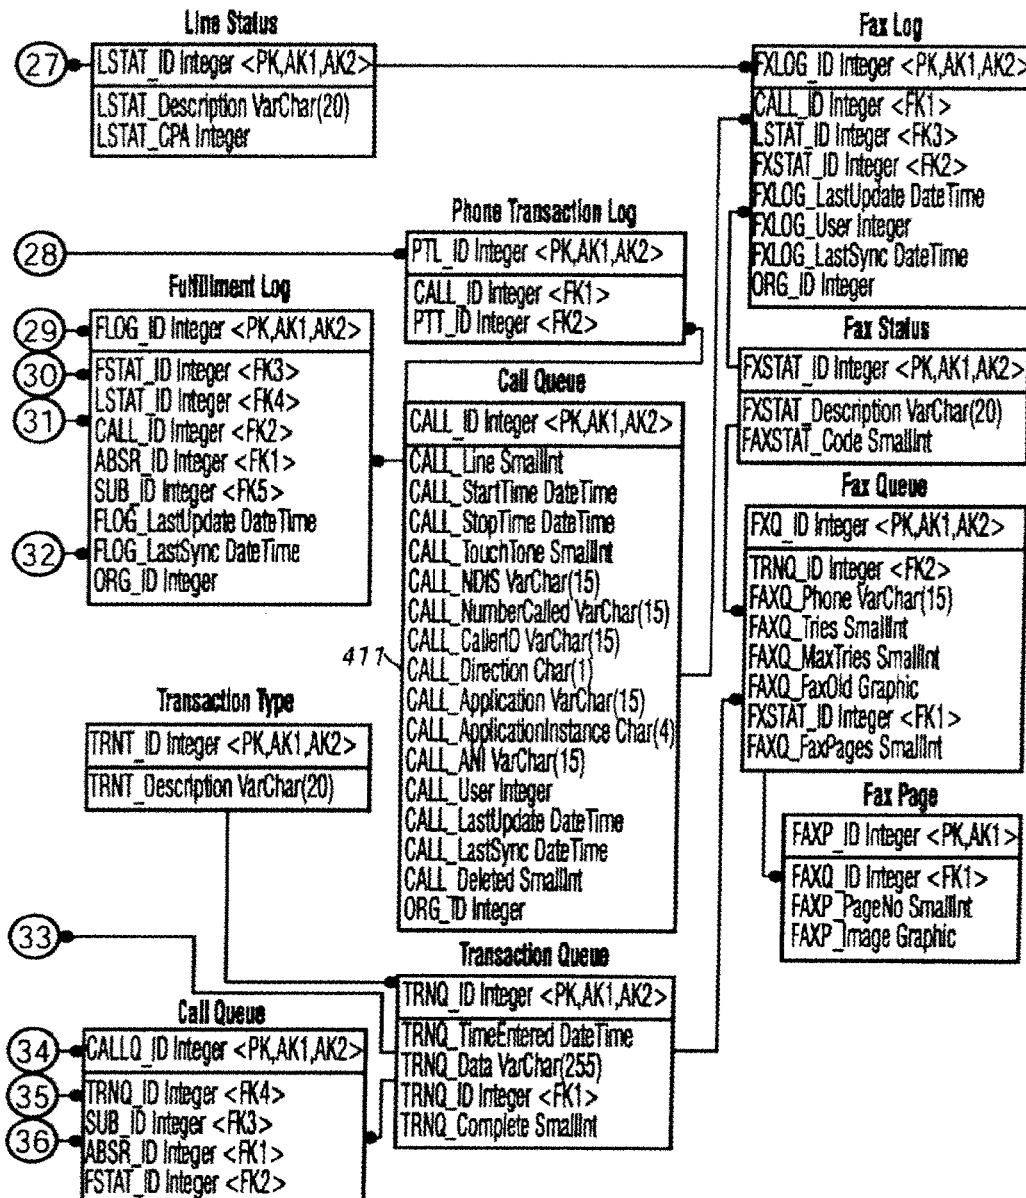 Line Status
27
LSTAT_ID Integer <PK,AK1,AK2>
LSTAT_Description VarChar(20)
LSTAT_CPA Integer
Fax Log
FXLOG_ID Integer <PK,AK1,AK2>
CALL_ID Integer <FK1>
LSTAT_ID Integer <FK3>
FXSTAT_ID Integer <FK2>
FXLOG_LastUpdate DateTime
FXLOG_User Integer
FXLOG_LastSync DateTime
ORG_ID Integer
Phone Transaction Log
28
PTL_ID Integer <PK,AK1,AK2>
CALL_ID Integer <FK1>
PTT_ID Integer <FK2>
Fulfillment Log
29
FLOG_ID Integer <PK,AK1,AK2>
30
FSTAT_ID Integer <FK3>
LSTAT_ID Integer <FK4>
31
CALL_ID Integer <FK2>
ABSR_ID Integer <FK1>
SUB_ID Integer <FK5>
FLOG_LastUpdate DateTime
32
FLOG_LastSync DateTime
ORG_ID Integer
Fax Status
FXSTAT_ID Integer <PK,AK1,AK2>
FXSTAT_Description VarChar(20)
FAXSTAT_Code SmallInt
Call Queue
CALL_ID Integer <PK,AK1,AK2>
CALL_Line SmallInt
CALL_StartTime DateTime
CALL_StopTime DateTime
CALL_TouchTone SmallInt
CALL_NDIS VarChar(15)
CALL_NumberCalled VarChar(15)
CALL_CallerID VarChar(15)
411
CALL_Direction Char(1)
CALL_Application VarChar(15)
CALL_ApplicationInstance Char(4)
CALL_ANI VarChar(15)
CALL_User Integer
CALL_LastUpdate DateTime
CALL_LastSync DateTime
CALL_Deleted SmallInt
ORG_ID Integer
Fax Queue
FXQ_ID Integer <PK,AK1,AK2>
TRNQ_ID Integer <FK2>
FAXQ_Phone VarChar(15)
FAXQ_Tries SmallInt
FAXQ_MaxTries SmallInt
FAXQ_FaxOld Graphic
FXSTAT_ID Integer <FK1>
FAXQ_FaxPages SmallInt
Transaction Type
TRNT_ID Integer <PK,AK1,AK2>
TRNT_Description VarChar(20)
Fax Page
FAXP_ID Integer <PK,AK1>
FAXQ_ID Integer <FK1>
FAXP_PageNo SmallInt
FAXP_Image Graphic
33
Transaction Queue
TRNQ_ID Integer <PK,AK1,AK2>
TRNQ_TimeEntered DateTime
TRNQ_Data VarChar(255)
TRNQ_ID Integer <FK1>
TRNQ_Complete SmallInt
Call Queue
34
CALLQ_ID Integer <PK,AK1,AK2>
35
TRNQ_ID Integer <FK4>
SUB_ID Integer <FK3>
36
ABSR_ID Integer <FK1>
FSTAT_ID Integer <FK2>